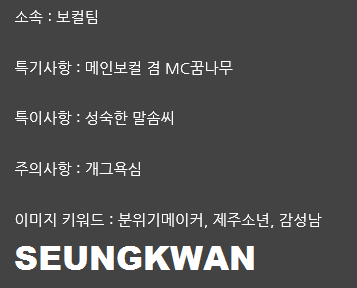 소속 : 보컬팀
특기사항 : 메인보컬 겸 MC꿈나무
특이사항 : 성숙한 말솜씨
주의사항 : 개그욕심
이미지 키워드 : 분위기메이커, 제주소년, 감성남
SEUNGKWAN